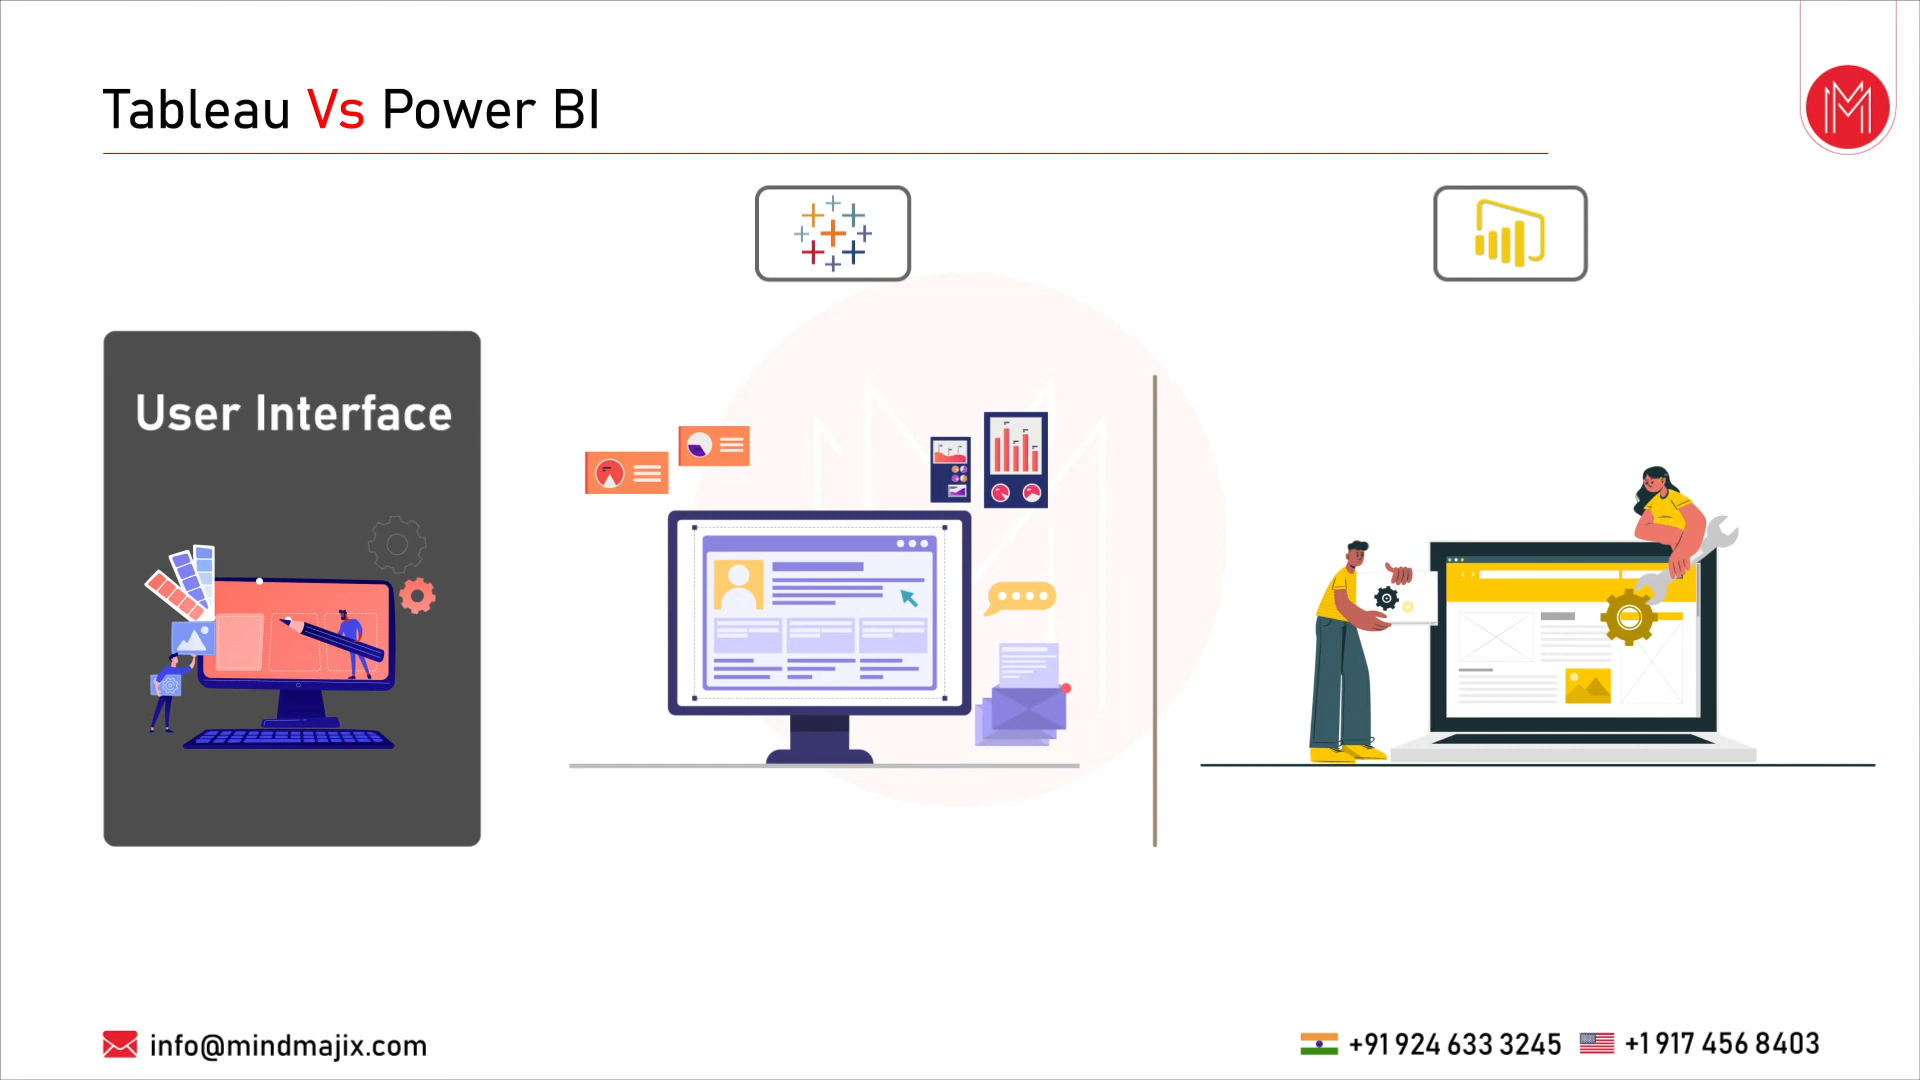 Tableau Vs Power BI
User Interface
info@mindmajix.com
+91 924 633 3245
+1 917 456 8403